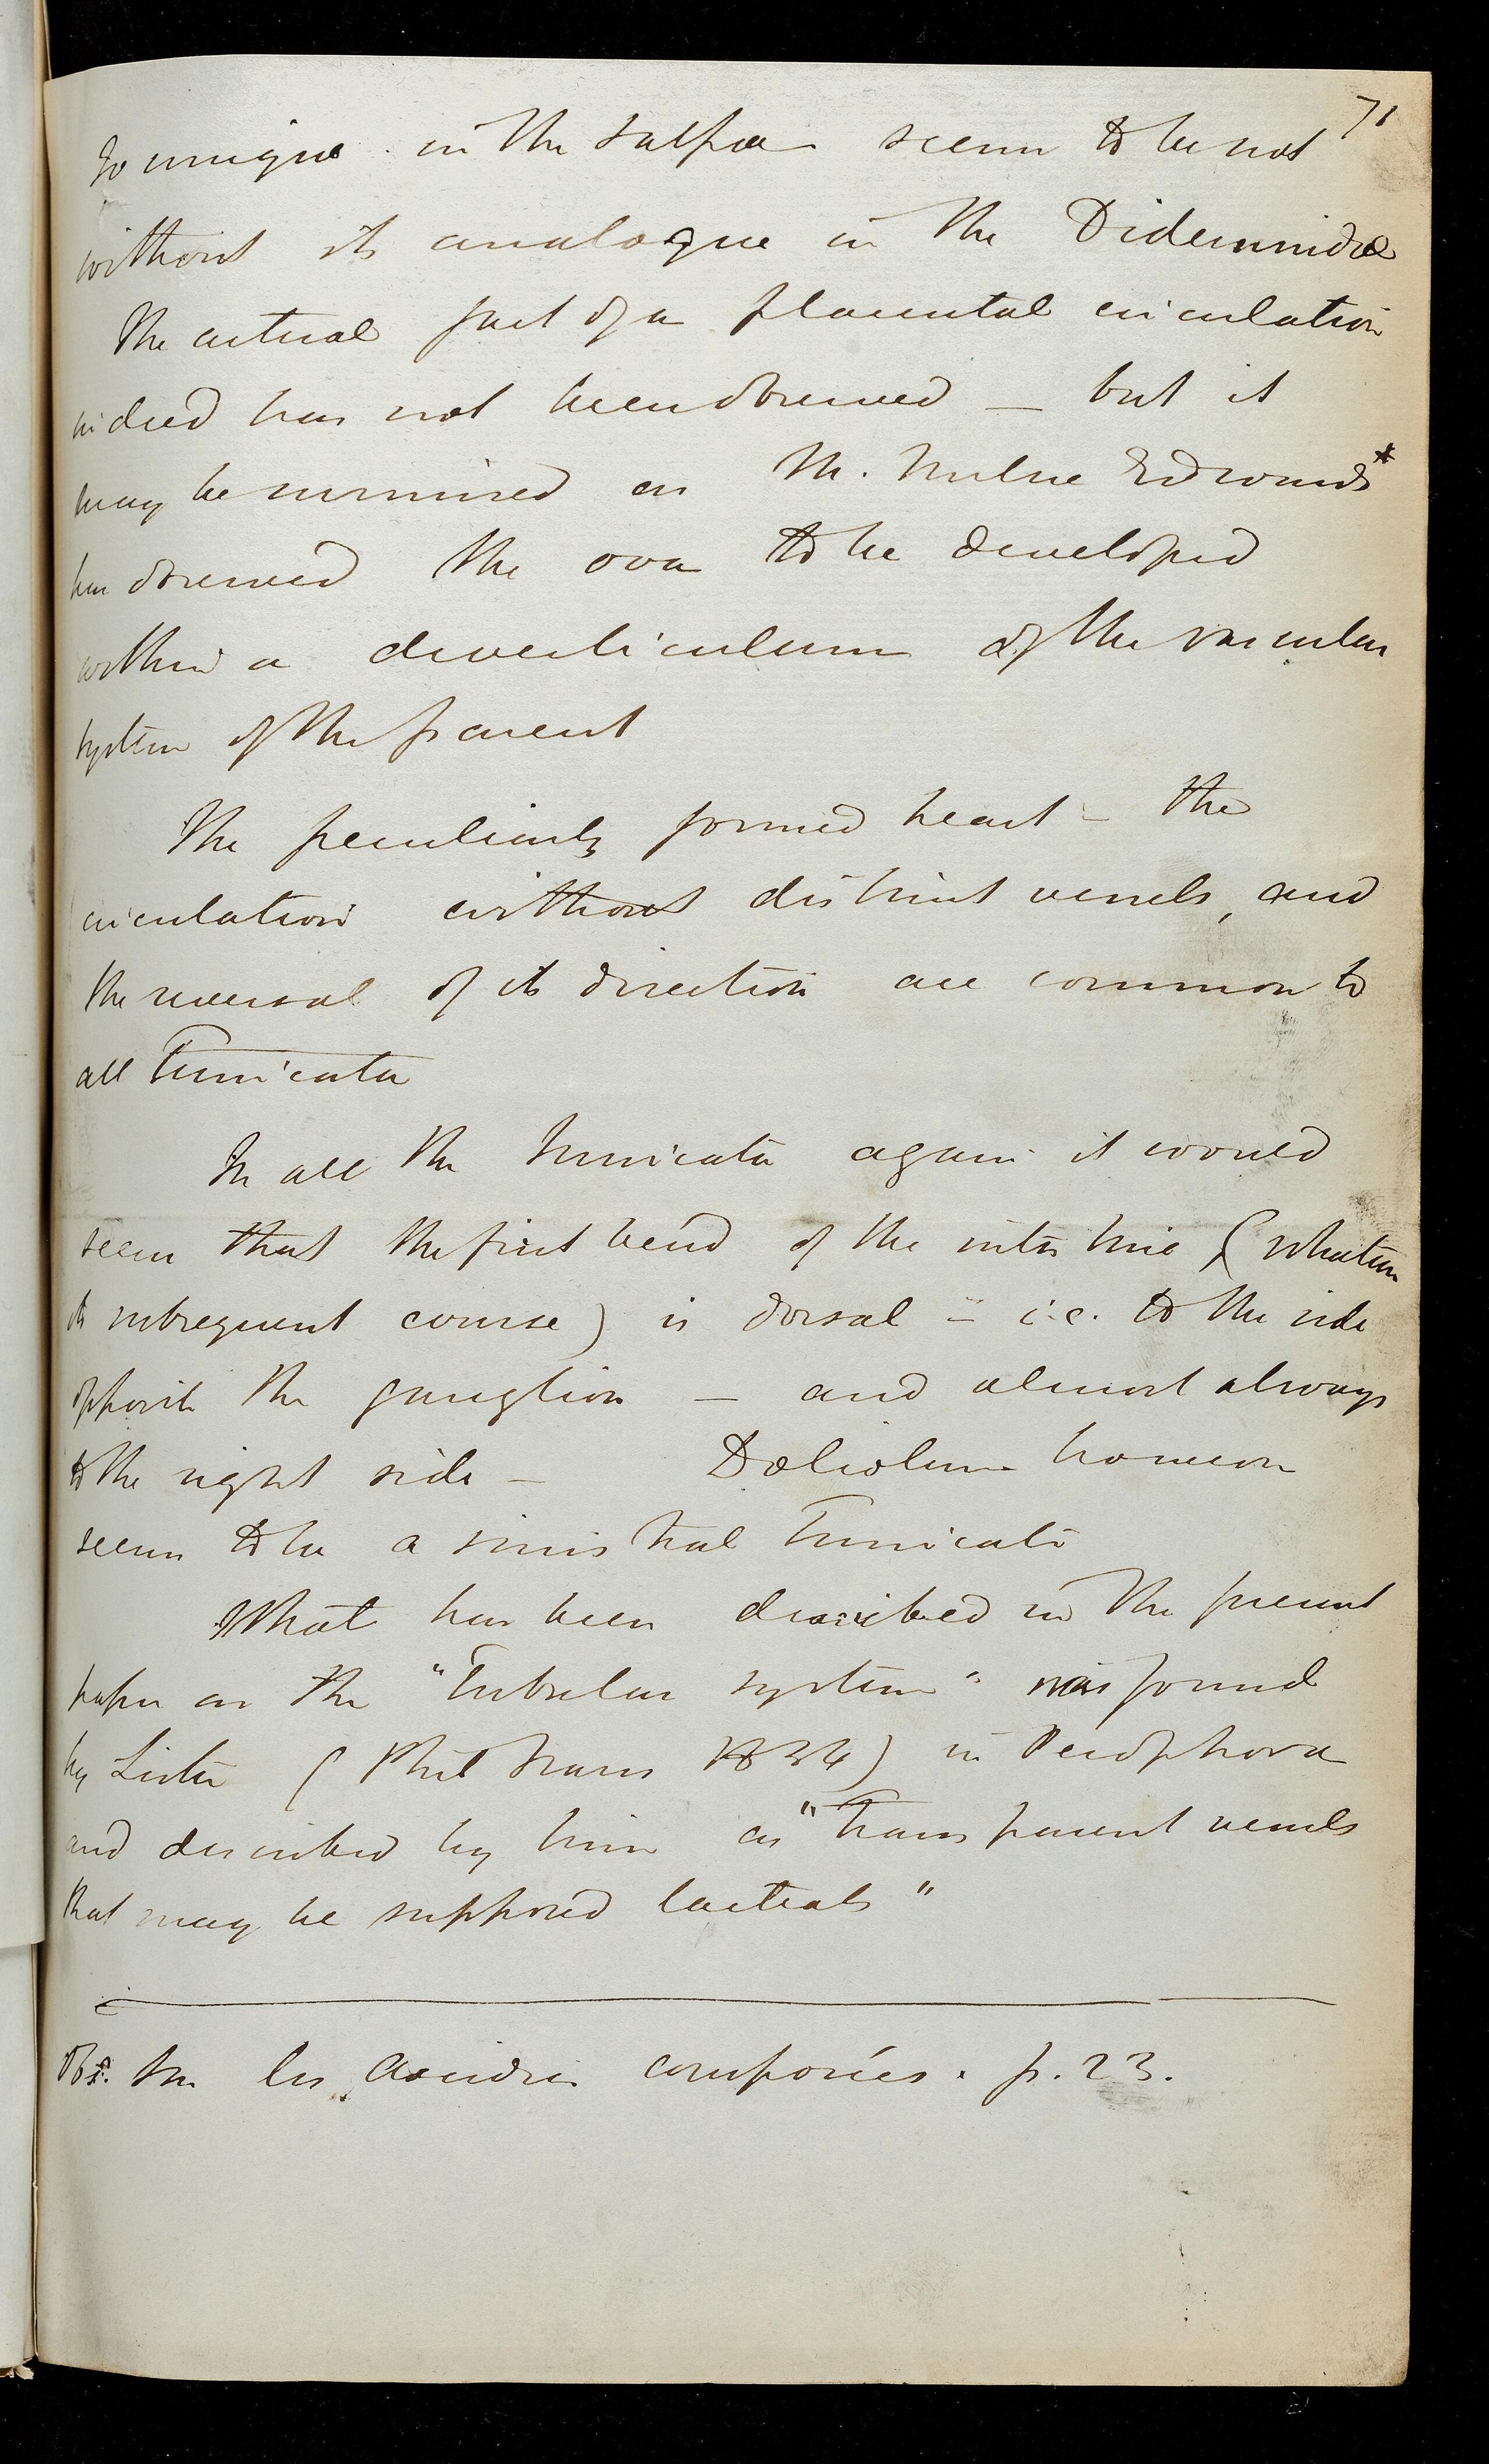 71
so unique in the Salpæ seems to be not
without its analogue in the Didemnidæ
The actual fact of a placental circulation
indeed has not been observed — but it
may be surmised as M. Milne Edwards*
has observed the ova to be developed
within a diverticulum of the vascular
system of the parent
The peculiarly formed heart – the
circulation without distinct vessels, and
the reversal of its direction are common to
all Tunicata
In all the Tunicata again it would
seem that the first bend of the intestine (whatever
its subsequent course) is dorsal – i.e. to the side
opposite the ganglion — and almost always
to the right side – Doliolum however
seems to be a sinistral Tunicate
What has been described in the present
paper as the "Tubular system" was found
by Lister (Phil Trans 1834) in Perophora
and described by him as "Transparent vessels
that may be supposed lacteals"
Obs. sur les Ascidies composées. p. 23.